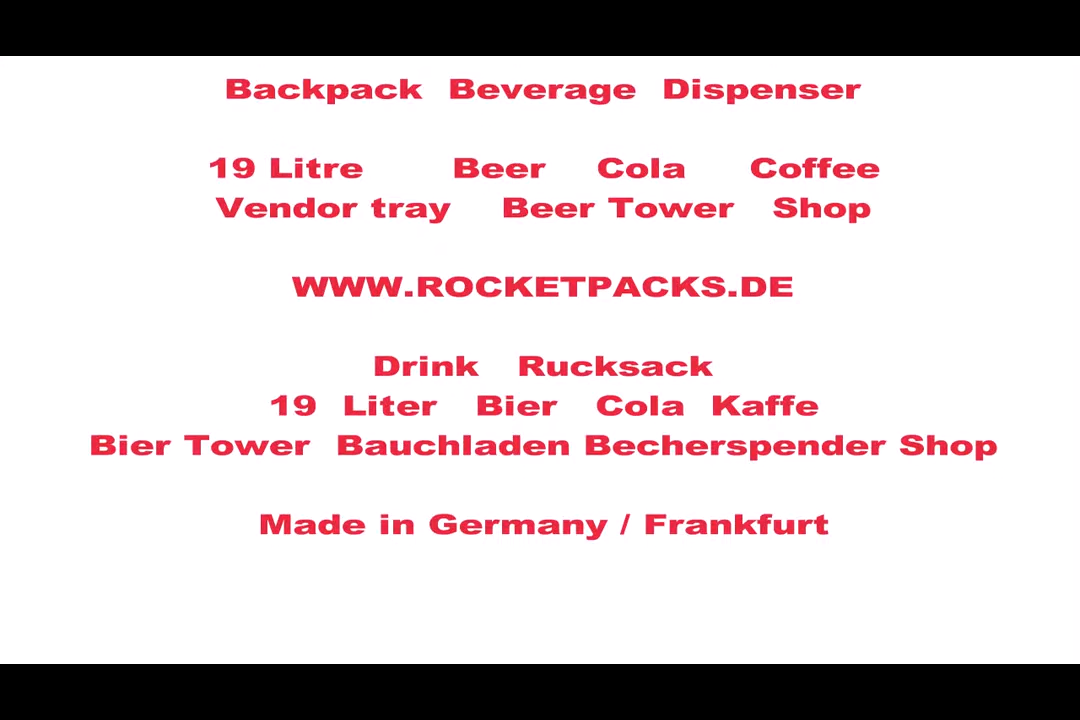 Backpack Beverage Dispenser
19 Litre Beer Cola Coffee
Vendor tray Beer Tower Shop
WWW.ROCKETPACKS.DE
Drink Rucksack
19 Liter Bier Cola Kaffe
Bier Tower Bauchladen Becherspender Shop
Made in Germany / Frankfurt